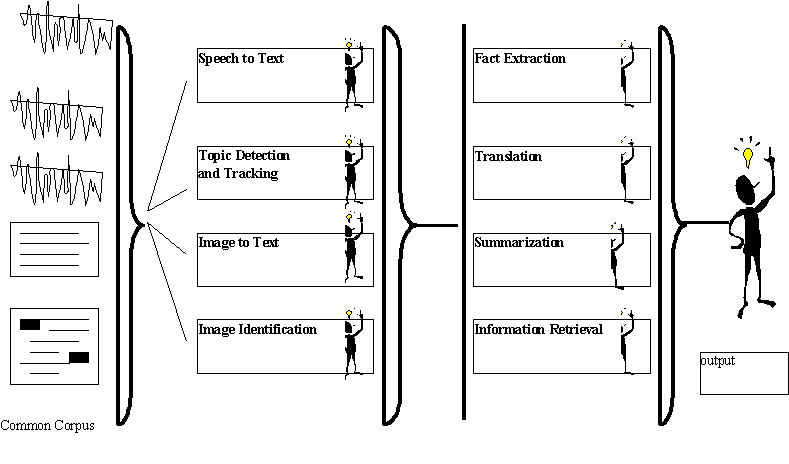 Speech to Text
Topic Detection
and Tracking
Image to Text
Image Identification
Fact Extraction
Translation
Summarization
Information Retrieval
output
Common Corpus